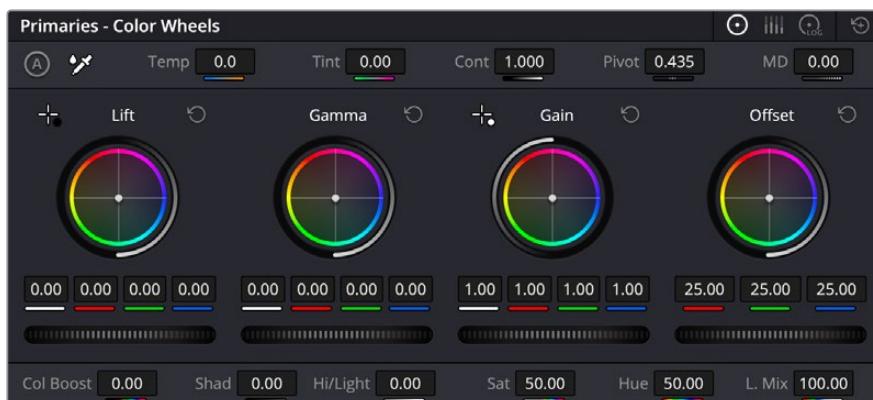 Primaries - Color Wheels
LOG
A Temp 0.0 Tint 0.00 Cont 1.000 Pivot 0.435 MD 0.00
Lift Gamma Gain Offset
0.00 0.00 0.00 0.00 0.00 0.00 0.00 0.00 1.00 1.00 1.00 1.00 25.00 25.00 25.00
Col Boost 0.00 Shad 0.00 Hi/Light 0.00 Sat 50.00 Hue 50.00 L. Mix 100.00